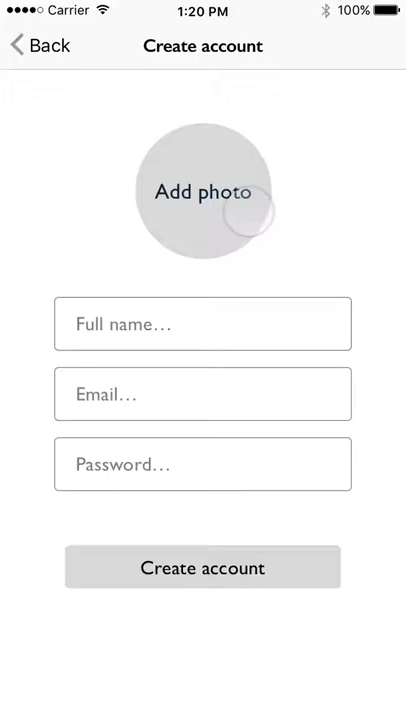 Carrier 1:20 PM 100%
Back Create account
Add photo
Full name...
Email...
Password...
Create account